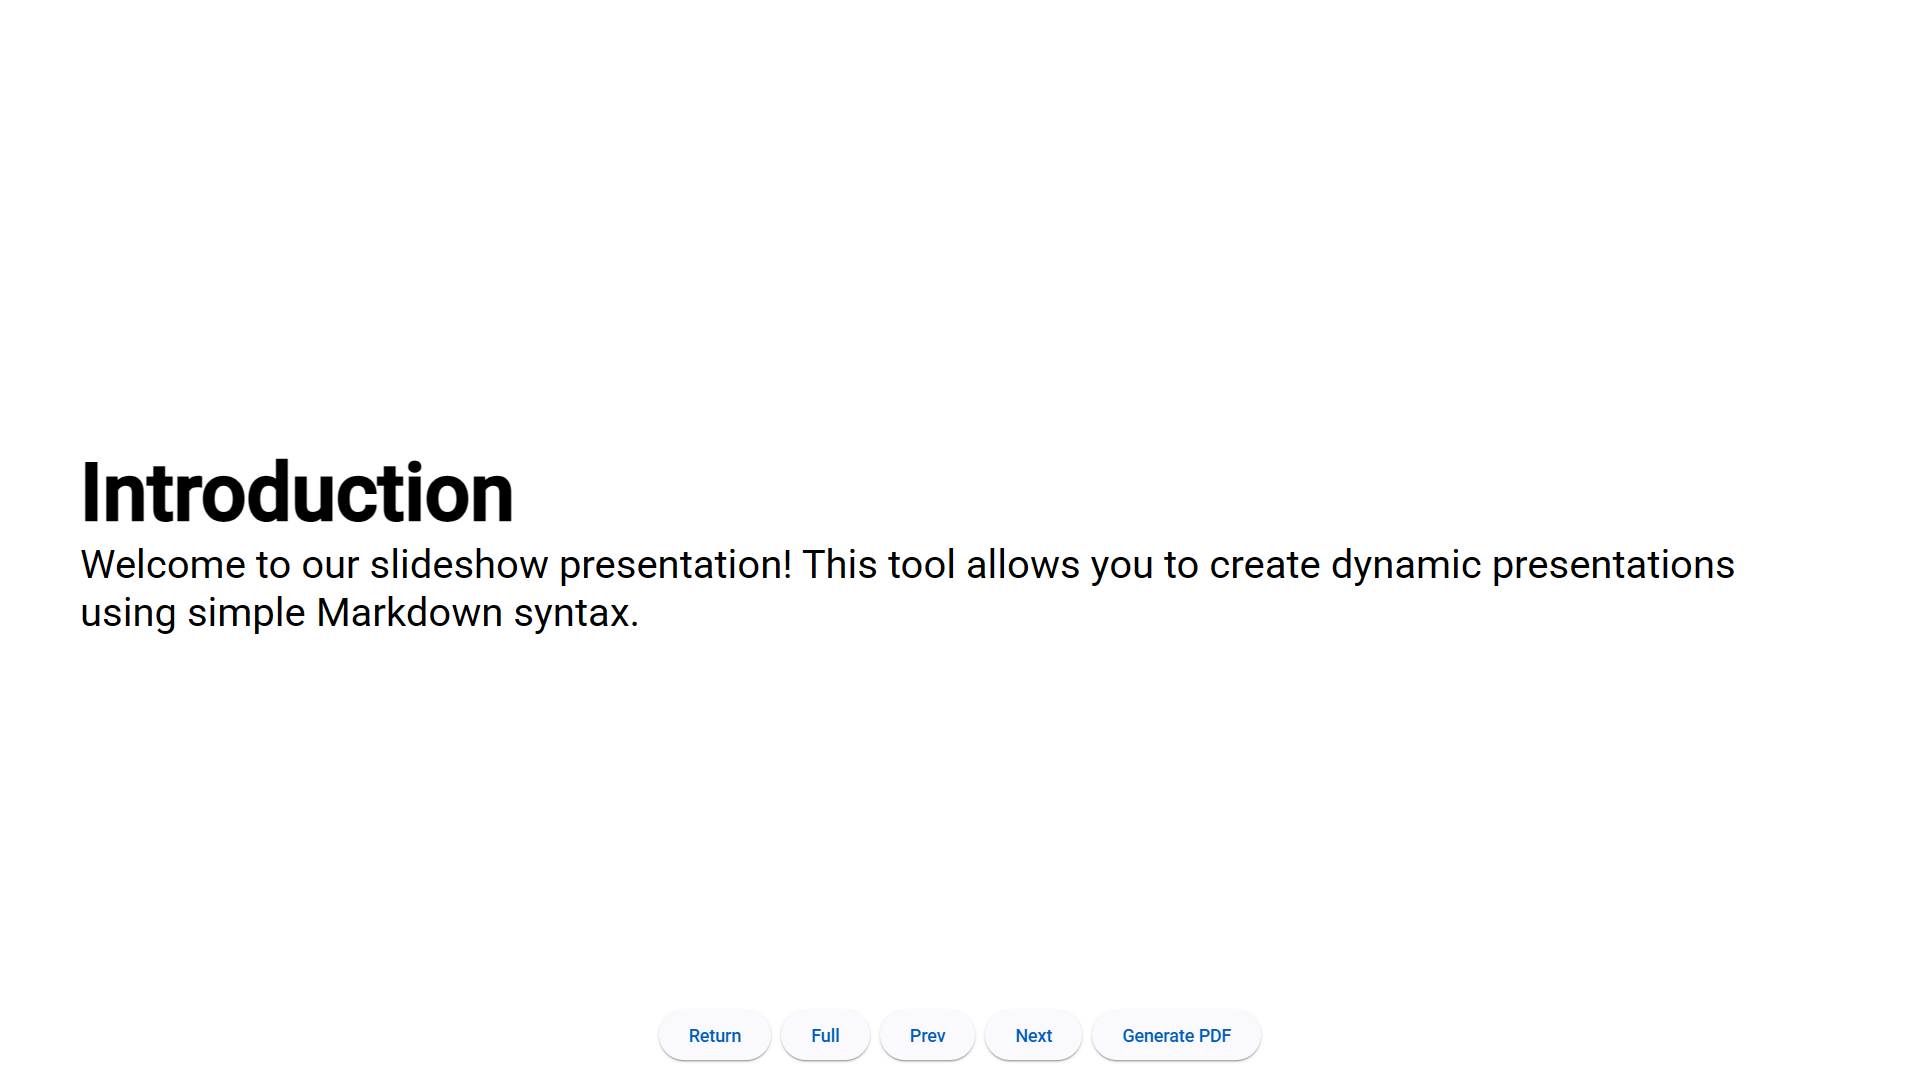 Introduction
Welcome to our slideshow presentation! This tool allows you to create dynamic presentations
using simple Markdown syntax.
Return Full Prev Next Generate PDF